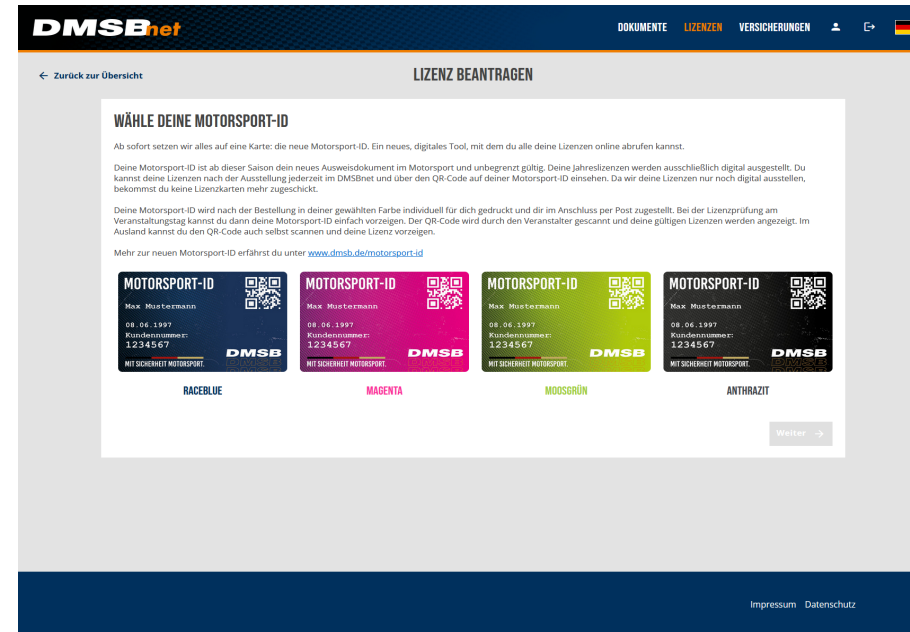 DMSBnet
DOKUMENTE LIZENZEN VERSICHERUNGEN
← Zurück zur Übersicht
LIZENZ BEANTRAGEN
WÄHLE DEINE MOTORSPORT-ID
Ab sofort setzen wir alles auf eine Karte: die neue Motorsport-ID. Ein neues, digitales Tool, mit dem du alle deine Lizenzen online abrufen kannst.
Deine Motorsport-ID ist ab dieser Saison dein neues Ausweisdokument im Motorsport und unbegrenzt gültig. Deine Jahreslizenzen werden ausschließlich digital ausgestellt. Du
kannst deine Lizenzen nach der Ausstellung jederzeit im DMSBnet und über den QR-Code auf deiner Motorsport-ID einsehen. Da wir deine Lizenzen nur noch digital ausstellen,
bekommst du keine Lizenzkarten mehr zugeschickt.
Deine Motorsport-ID wird nach der Bestellung in deiner gewählten Farbe individuell für dich gedruckt und dir im Anschluss per Post zugestellt. Bei der Lizenzprüfung am
Veranstaltungstag kannst du dann deine Motorsport-ID einfach vorzeigen. Der QR-Code wird durch den Veranstalter gescannt und deine gültigen Lizenzen werden angezeigt. Im
Ausland kannst du den QR-Code auch selbst scannen und deine Lizenz vorzeigen.
Mehr zur neuen Motorsport-ID erfährst du unter www.dmsb.de/motorsport-id
MOTORSPORT-ID
Max Mustermann
08.06.1997
Kundennummer:
1234567
DMSB
MIT SICHERHEIT MOTORSPORT.
RACEBLUE
MOTORSPORT-ID
Max Mustermann
08.06.1997
Kundennummer:
1234567
DMSB
MIT SICHERHEIT MOTORSPORT.
MAGENTA
MOTORSPORT-ID
Max Mustermann
08.06.1997
Kundennummer:
1234567
DMSB
MIT SICHERHEIT MOTORSPORT.
MOOSGRÜN
MOTORSPORT-ID
Max Mustermann
08.06.1997
Kundennummer:
1234567
DMSB
MIT SICHERHEIT MOTORSPORT.
ANTHRAZIT
Weiter →
Impressum Datenschutz